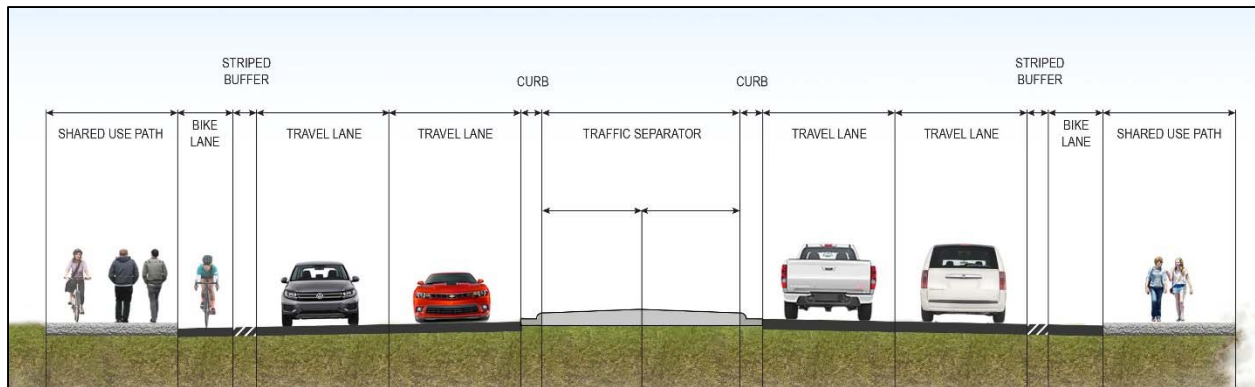 STRIPED
BUFFER
STRIPED
BUFFER
CURB
CURB
SHARED USE PATH
BIKE
LANE
TRAVEL LANE
TRAVEL LANE
TRAFFIC SEPARATOR
TRAVEL LANE
TRAVEL LANE
BIKE
LANE
SHARED USE PATH